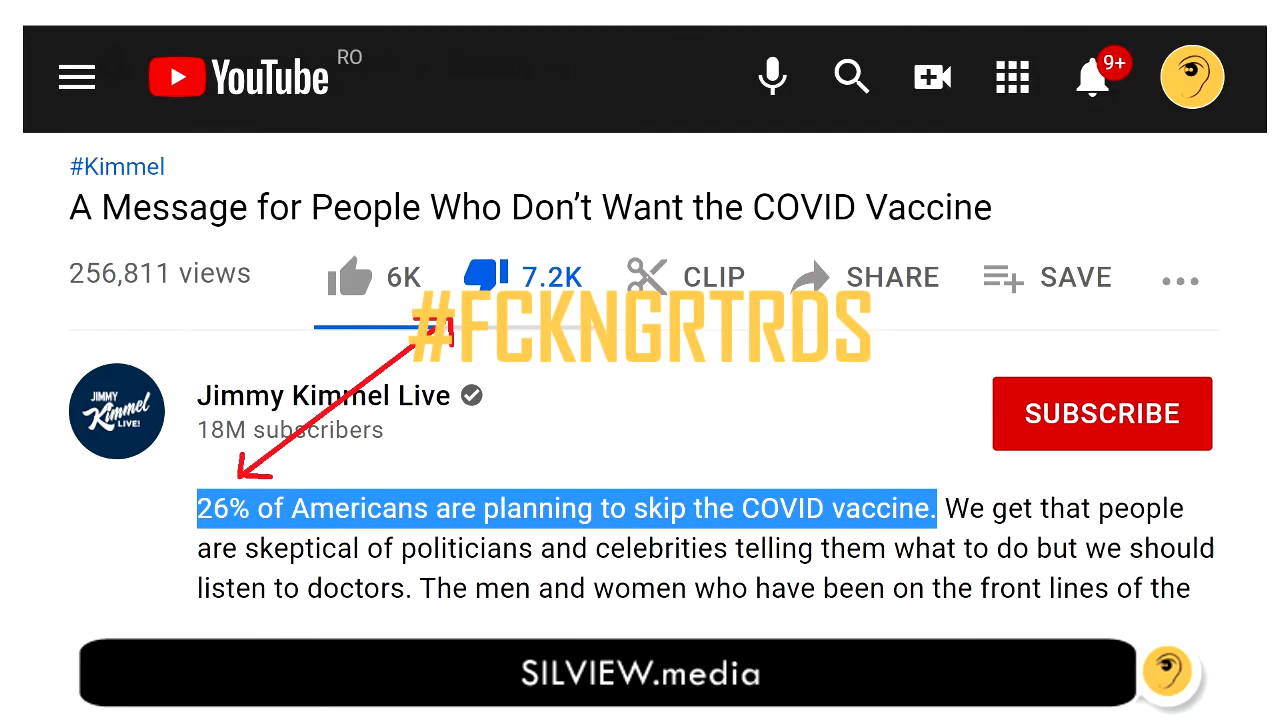 YouTube RO
9+
#Kimmel
A Message for People Who Don't Want the COVID Vaccine
256,811 views 6K 7.2K CLIP SHARE SAVE
#FCKNGRTRDS
JIMMY
Kimmel
LIVE!
Jimmy Kimmel Live
18M subscribers
SUBSCRIBE
26% of Americans are planning to skip the COVID vaccine. We get that people
are skeptical of politicians and celebrities telling them what to do but we should
listen to doctors. The men and women who have been on the front lines of the
SILVIEW.media